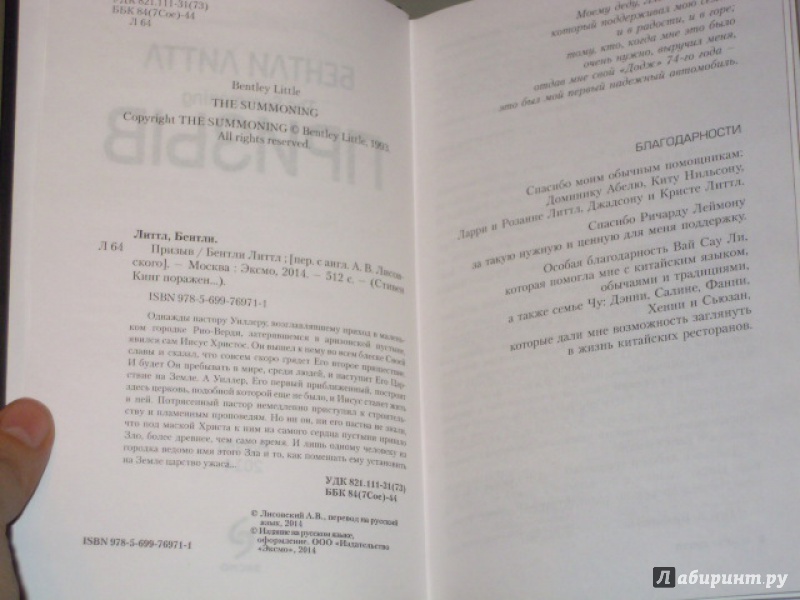 УДК 821.111-31(73)
ББК 84(7Сое)-44
Л 64
Bentley Little
THE SUMMONING
Copyright THE SUMMONING © Bentley Little, 1993
All rights reserved.
Литтл, Бентли.
Л 64
Призыв / Бентли Литтл ; [пер. с англ. А. В. Лисов-
ского]. – Москва : Эксмо, 2014. – 512 с. – (Стивен
Кинг поражен...).
ISBN 978-5-699-76971-1
Однажды пастору Уиллеру, возглавлявшему приход в малень-
ком городке Рио-Верди, затерявшемся в аризонской пустыне,
явился сам Иисус Христос. Он вышел к нему во всем блеске Своей
славы и сказал, что совсем скоро грядет Его второе пришествие.
И будет Он пребывать в мире, среди людей, и наступит Его Цар-
ствие на Земле. А Уиллер, Его первый приближенный, построит
здесь церковь, подобной которой еще не было, и Иисус станет жить
в ней. Потрясенный пастор немедленно приступил к строитель-
ству и пламенным проповедям. Но ни он, ни его паства не знали,
что под маской Христа к ним из самого сердца пустыни пришло
Зло, более древнее, чем само время. И лишь одному человеку из
городка ведомо имя этого Зла и то, как помешать ему установить
на Земле царство ужаса...
УДК 821.111-31(73)
ББК 84(7Сое)-44
© Лисовский А.В., перевод на русский
язык, 2014
© Издание на русском языке,
оформление. ООО «Издательство
«Эксмо», 2014
ISBN 978-5-699-76971-1
Моему деду,
который поддерживал мою
и в радости, и в горе;
тому, кто, когда мне это было
очень нужно, выручил меня,
отдав мне свой «Додж» 74-го года –
это был мой первый надежный автомобиль.
БЛАГОДАРНОСТИ
Спасибо моим обычным помощникам:
Доминику Абелю, Киту Нильсону,
Ларри и Розанне Литтл, Джадсону и Кристе Литтл.
Спасибо Ричарду Леймону
за такую нужную и ценную для меня поддержку.
Особая благодарность Вай Сау Ли,
которая помогла мне с китайским языком,
обычаями и традициями,
а также семье Чу: Дэнни, Салине, Фанни,
Хенни и Сьюзан,
которые дали мне возможность заглянуть
в жизнь китайских ресторанов.
Лабиринт.ру